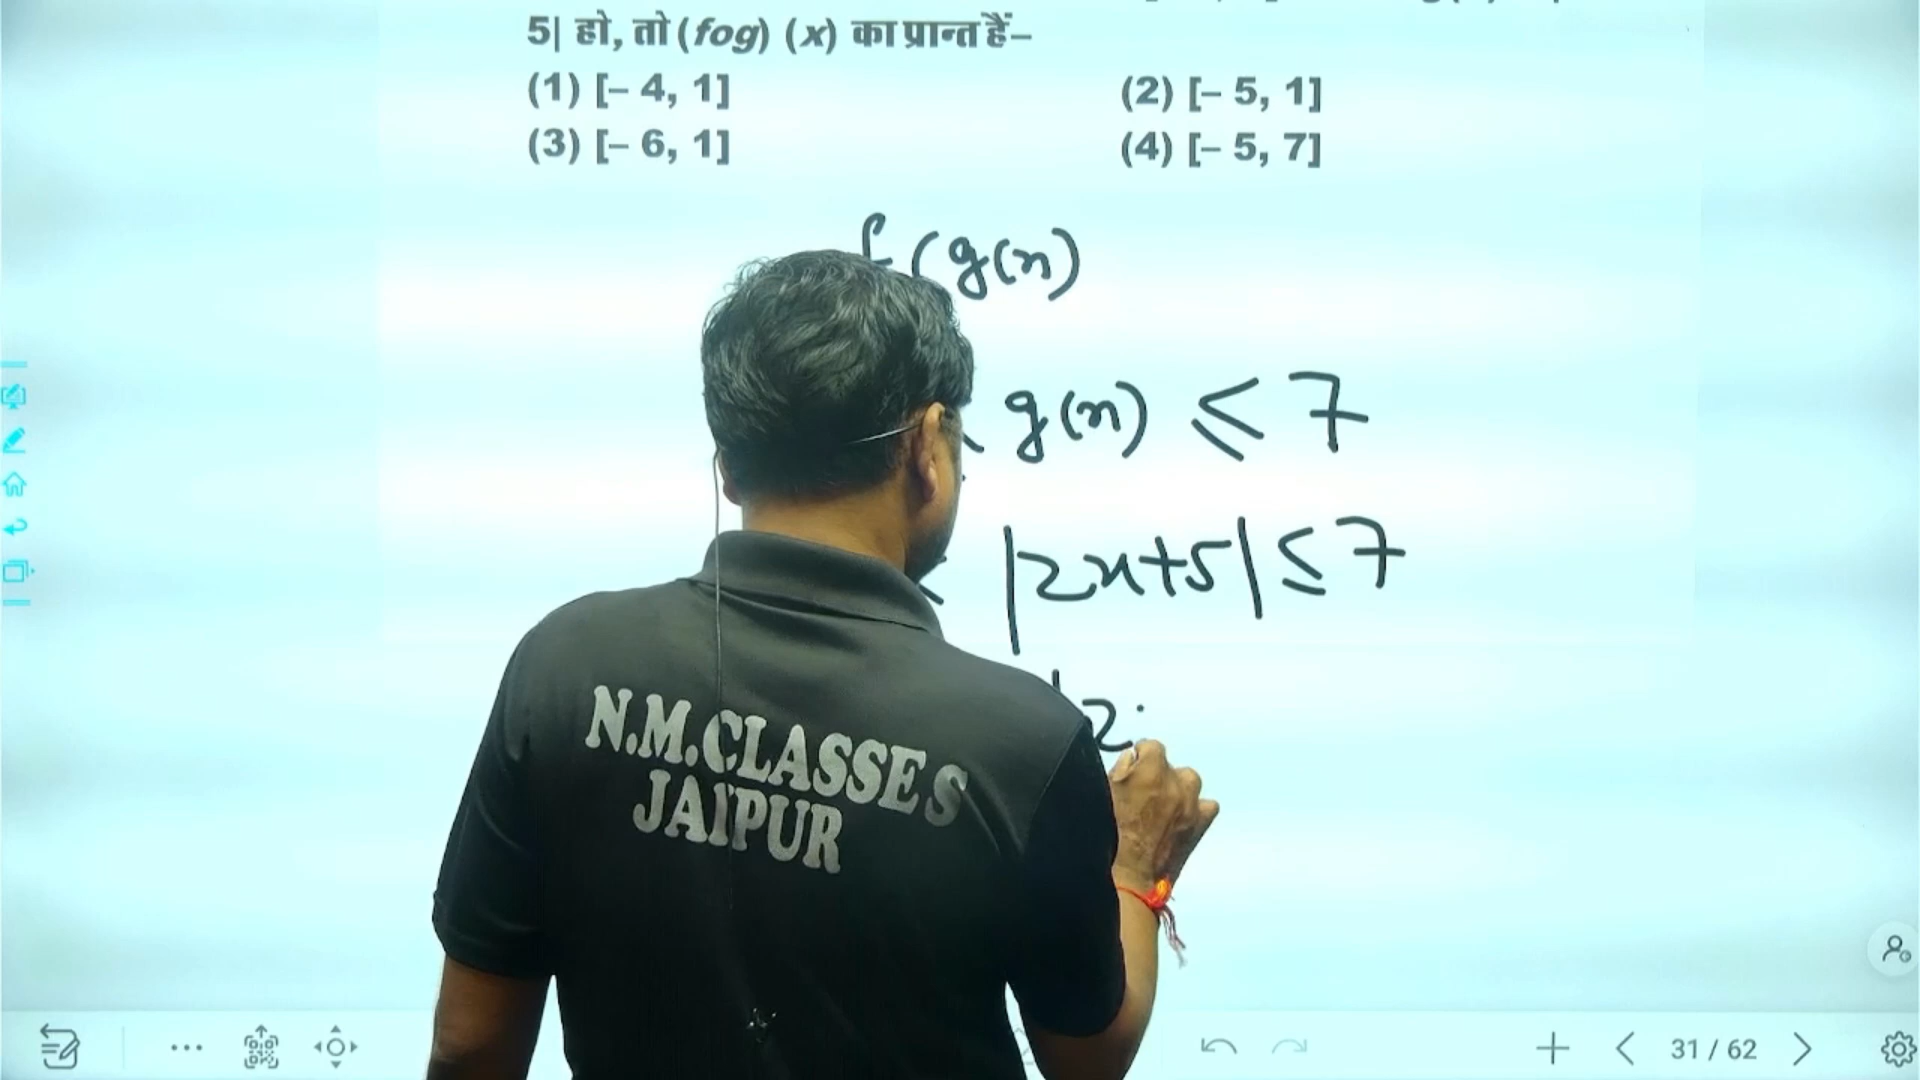 5| हो, तो (fog) (x) का प्रान्त हैं–
(1) [– 4, 1]
(2) [– 5, 1]
(3) [– 6, 1]
(4) [– 5, 7]
f(g(x)
g(x) ≤ 7
|2x+5| ≤ 7
|2
N.M.CLASSES
JAIPUR
31 / 62